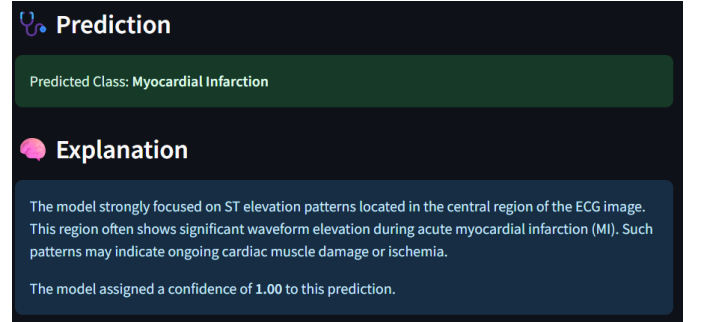 Prediction
Predicted Class: Myocardial Infarction
Explanation
The model strongly focused on ST elevation patterns located in the central region of the ECG image.
This region often shows significant waveform elevation during acute myocardial infarction (MI). Such
patterns may indicate ongoing cardiac muscle damage or ischemia.
The model assigned a confidence of 1.00 to this prediction.